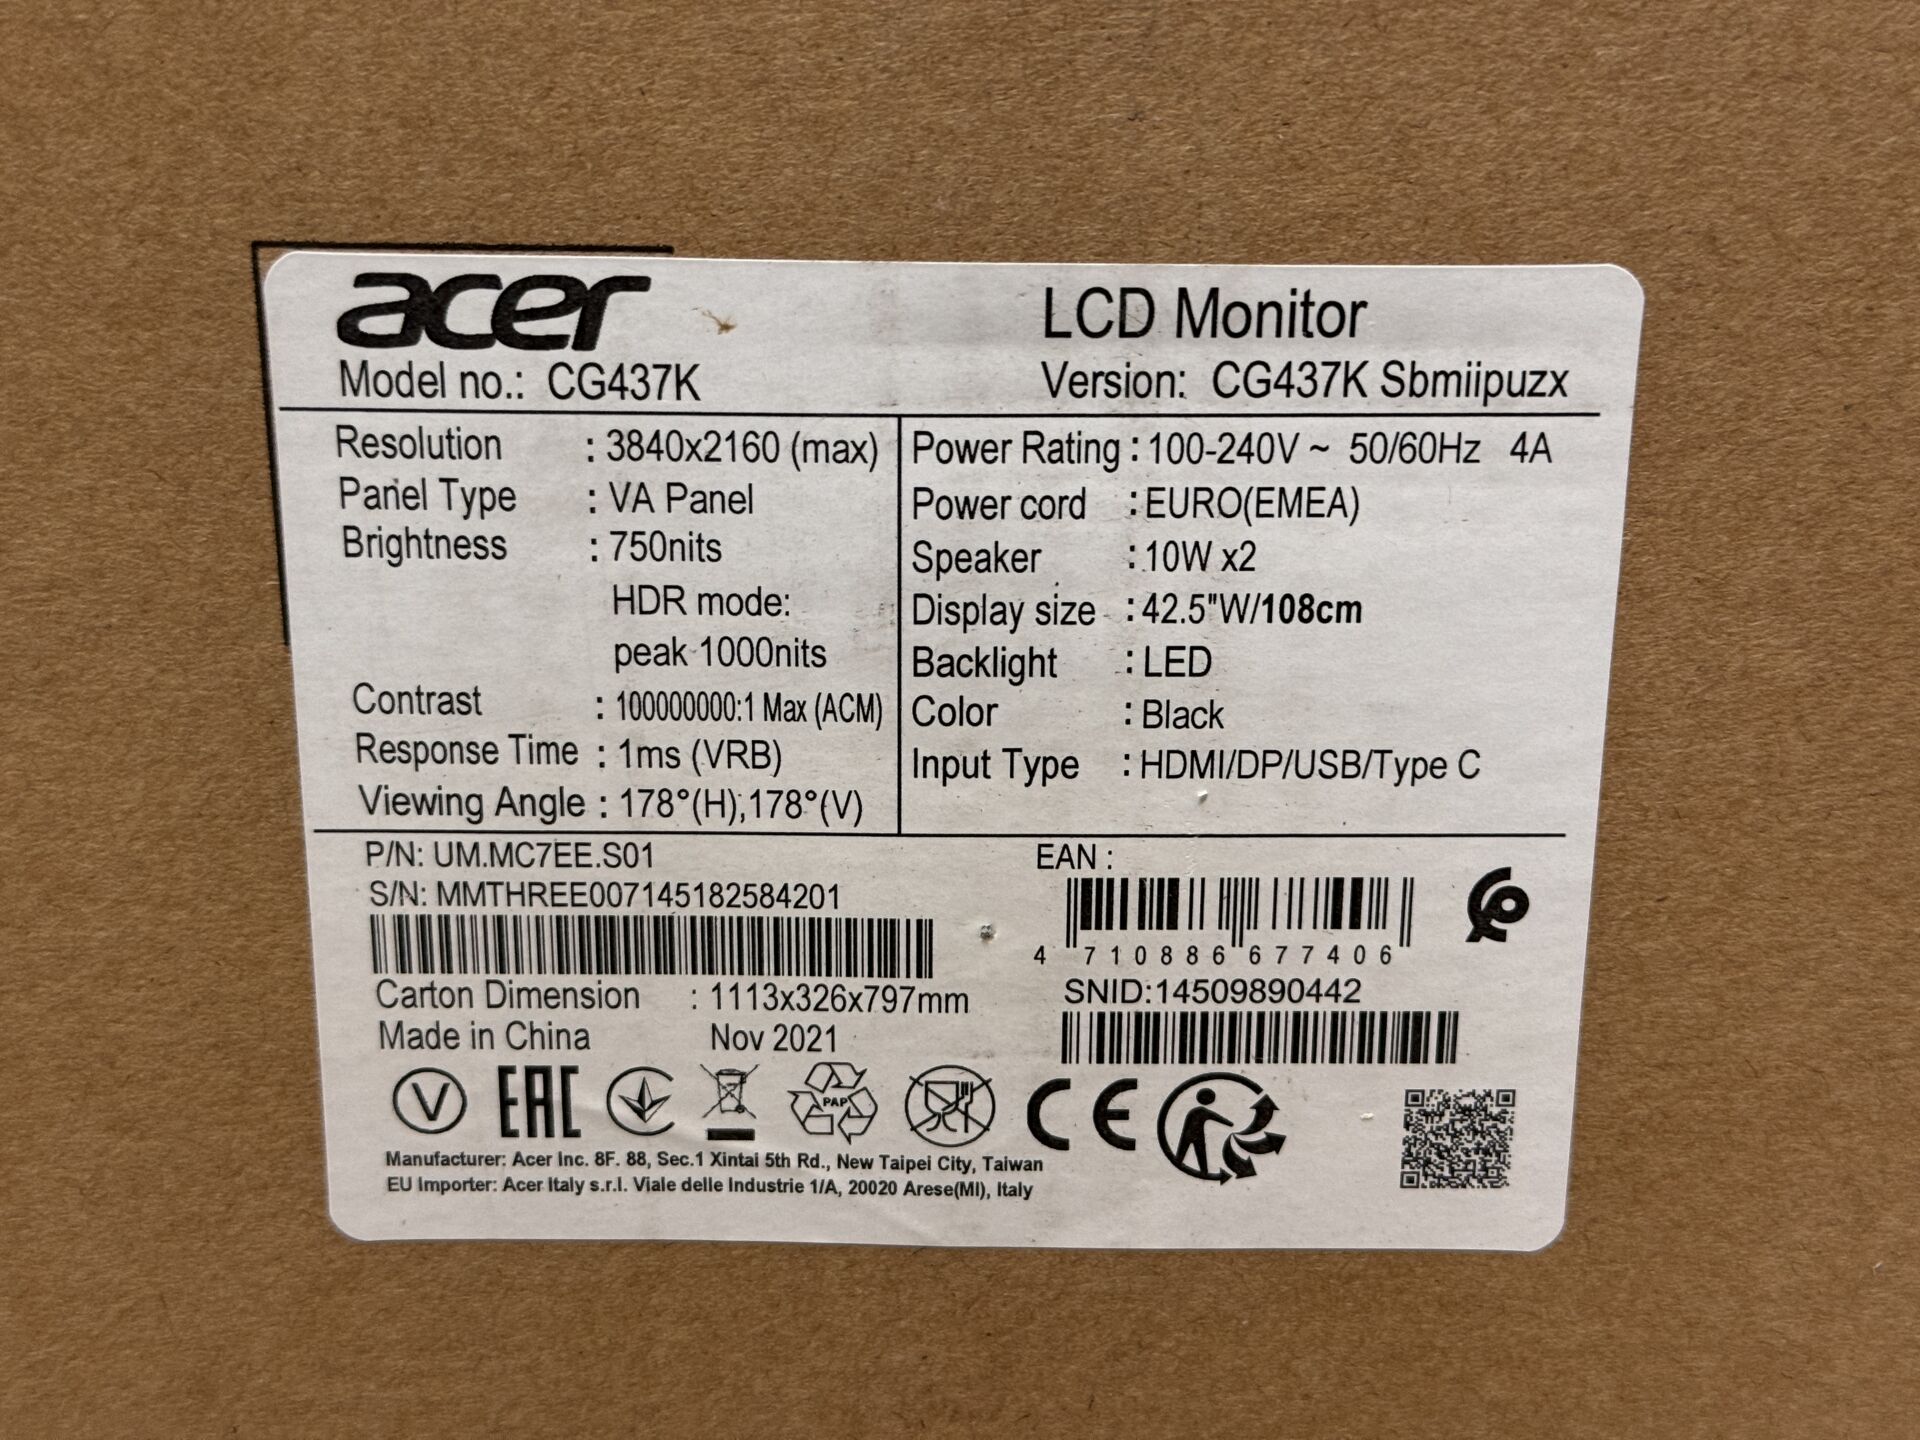 acer
LCD Monitor
Model no.: CG437K
Version: CG437K Sbmiipuzx
Resolution : 3840x2160 (max)
Panel Type : VA Panel
Brightness : 750nits
HDR mode:
peak 1000nits
Contrast : 100000000:1 Max (ACM)
Response Time : 1ms (VRB)
Viewing Angle : 178°(H);178°(V)
Power Rating : 100-240V ~ 50/60Hz 4A
Power cord : EURO(EMEA)
Speaker : 10W x2
Display size : 42.5"W/108cm
Backlight : LED
Color : Black
Input Type : HDMI/DP/USB/Type C
P/N: UM.MC7EE.S01
S/N: MMTHREE007145182584201
Carton Dimension : 1113x326x797mm
Made in China Nov 2021
EAN :
4 710886 677406
SNID:14509890442
V EAC PAP CE
Manufacturer: Acer Inc. 8F. 88, Sec.1 Xintai 5th Rd., New Taipei City, Taiwan
EU Importer: Acer Italy s.r.l. Viale delle Industrie 1/A, 20020 Arese(MI), Italy